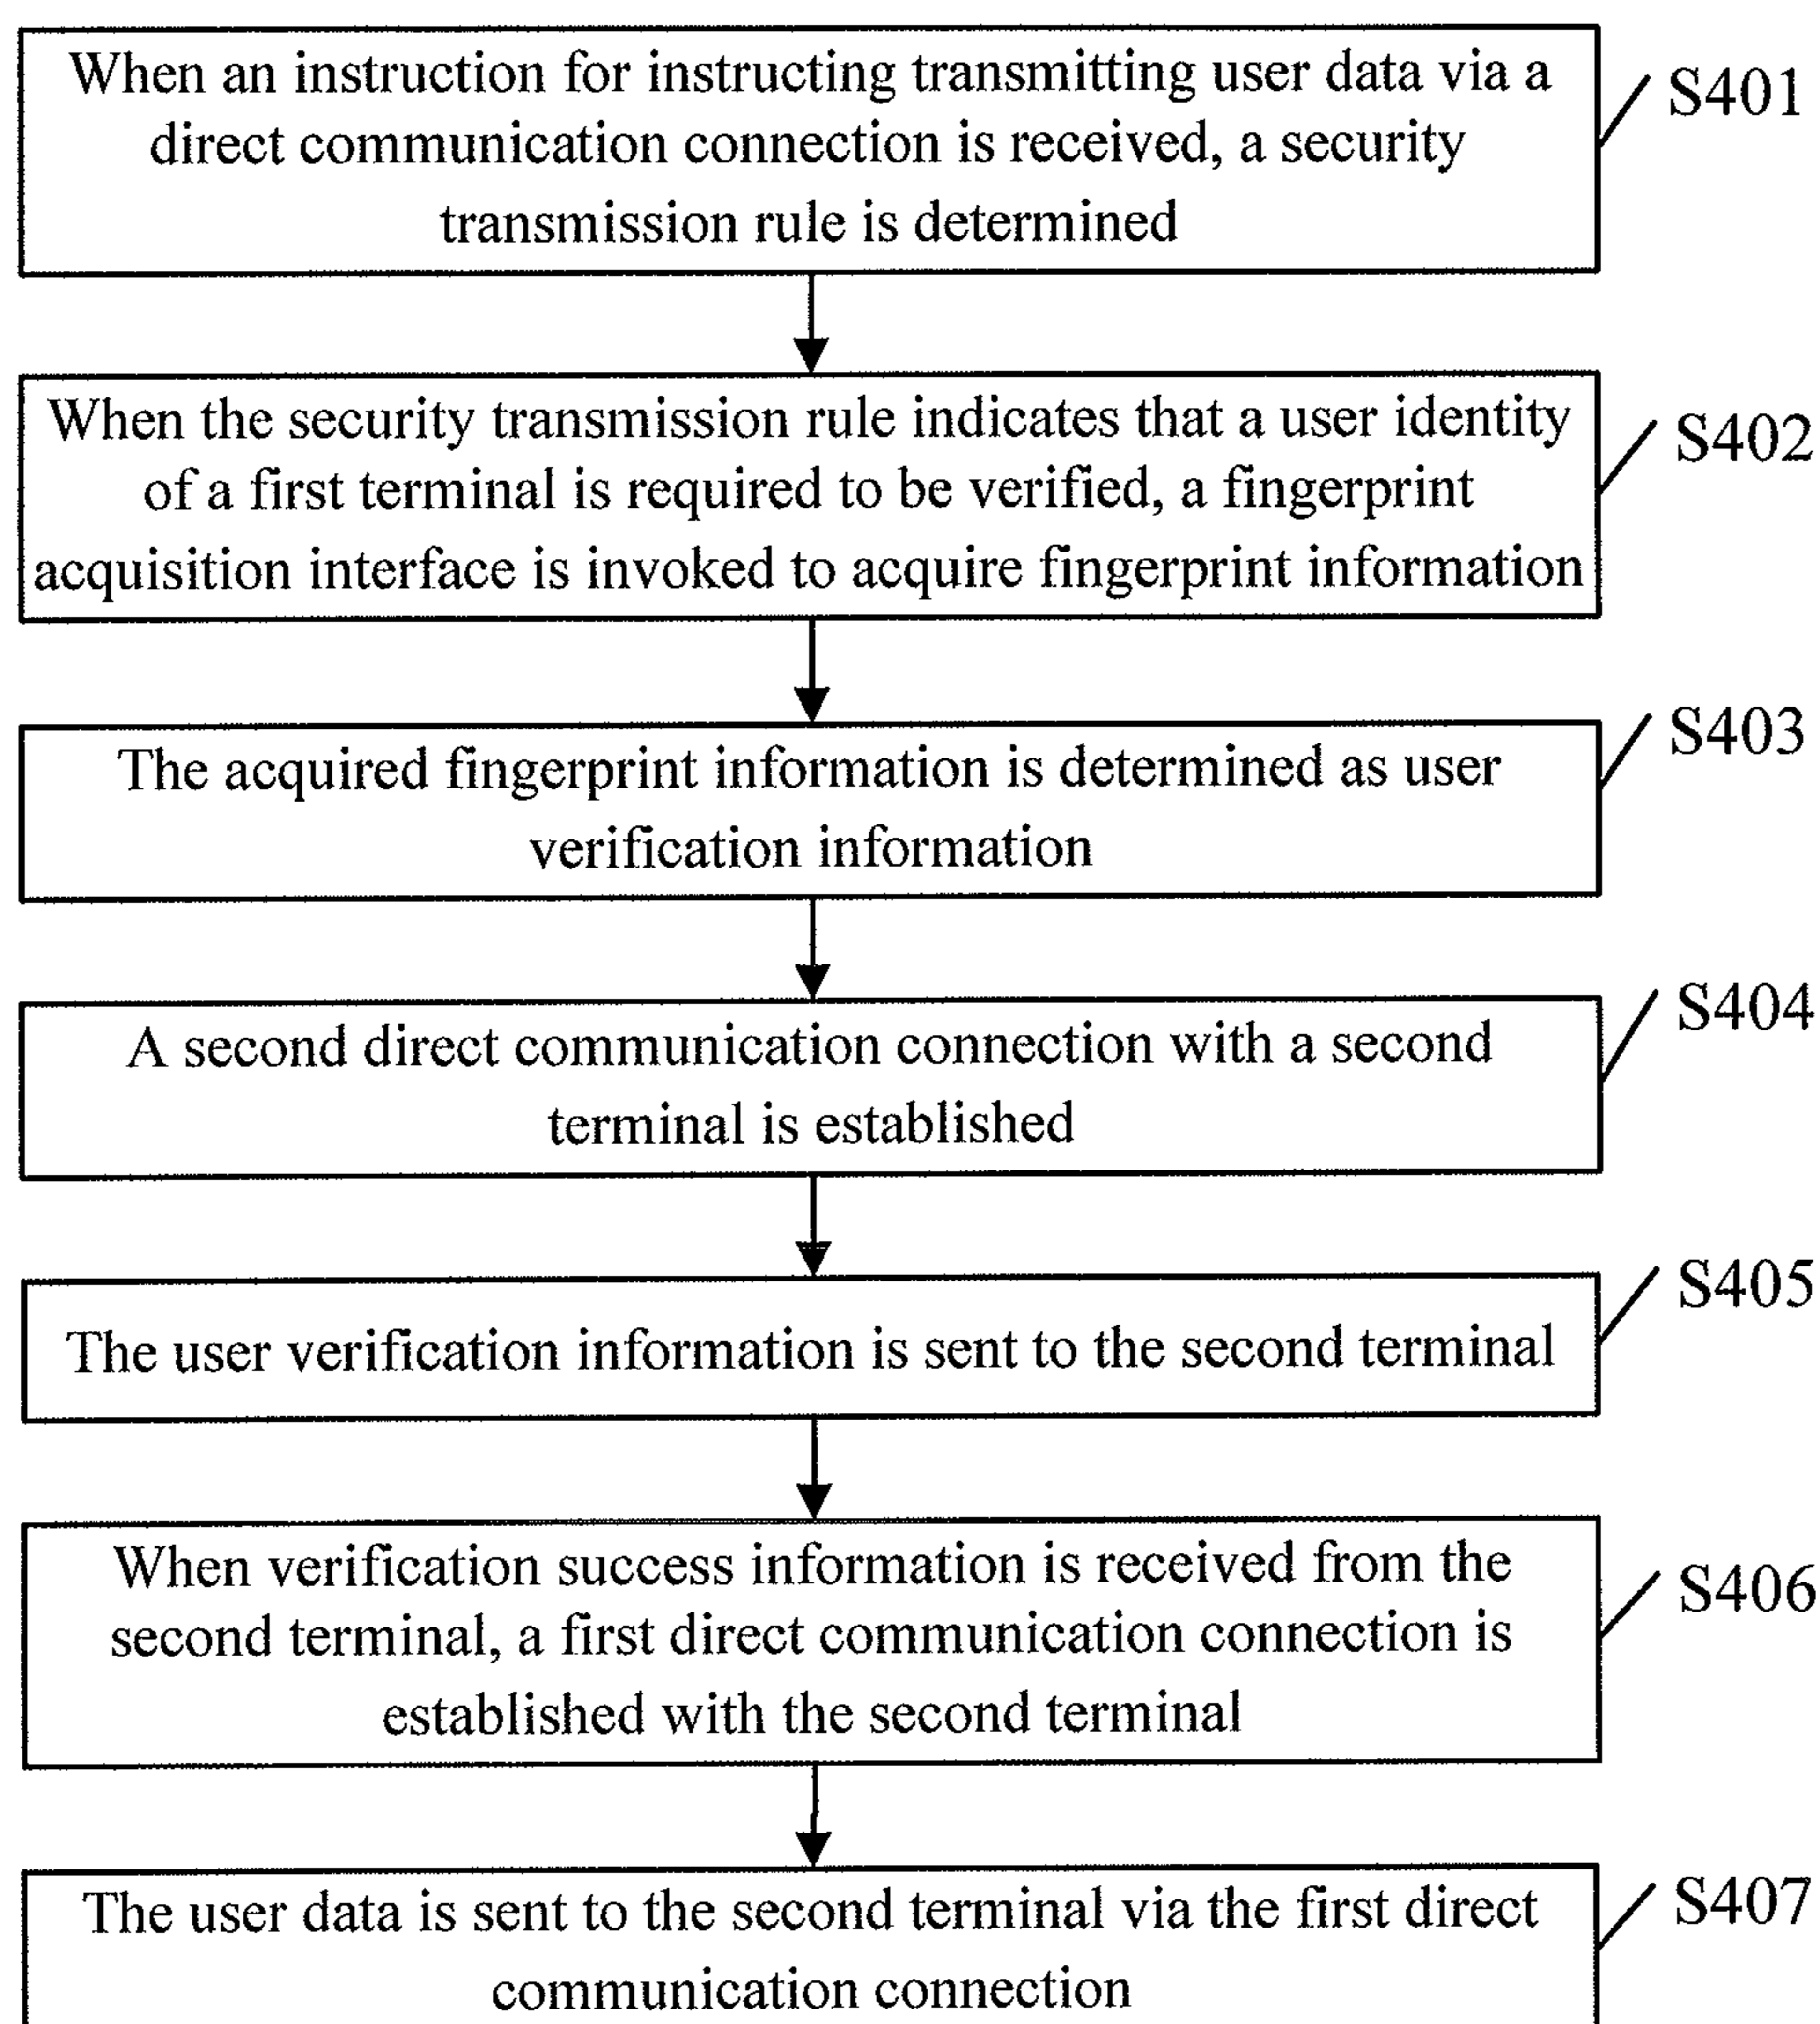 When an instruction for instructing transmitting user data via a
direct communication connection is received, a security
transmission rule is determined
S401
When the security transmission rule indicates that a user identity
of a first terminal is required to be verified, a fingerprint
acquisition interface is invoked to acquire fingerprint information
S402
The acquired fingerprint information is determined as user
verification information
S403
A second direct communication connection with a second
terminal is established
S404
The user verification information is sent to the second terminal
S405
When verification success information is received from the
second terminal, a first direct communication connection is
established with the second terminal
S406
The user data is sent to the second terminal via the first direct
communication connection
S407